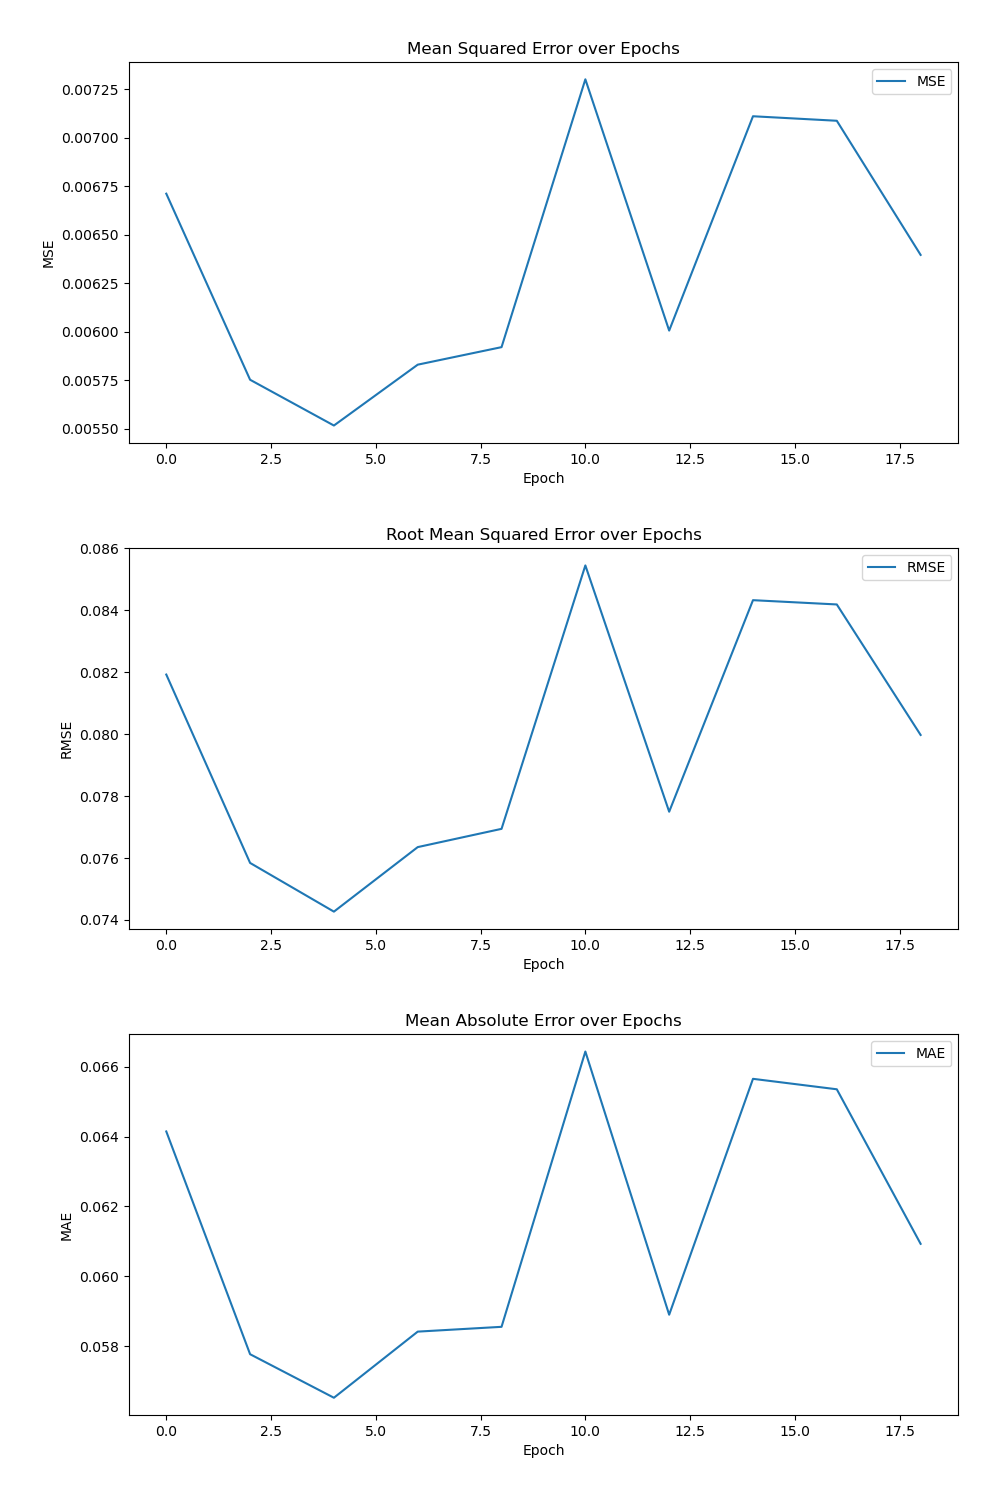 Mean Squared Error over Epochs
MSE
0.00725
0.00700
0.00675
0.00650
0.00625
0.00600
0.00575
0.00550
MSE
0.0 2.5 5.0 7.5 10.0 12.5 15.0 17.5
Epoch
Root Mean Squared Error over Epochs
RMSE
0.086
0.084
0.082
0.080
0.078
0.076
0.074
RMSE
0.0 2.5 5.0 7.5 10.0 12.5 15.0 17.5
Epoch
Mean Absolute Error over Epochs
MAE
0.066
0.064
0.062
0.060
0.058
MAE
0.0 2.5 5.0 7.5 10.0 12.5 15.0 17.5
Epoch